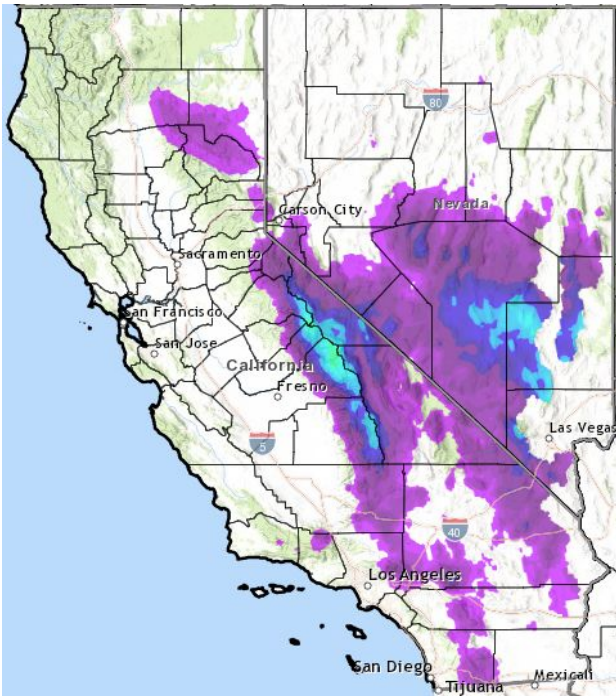 80
Carson City
Nevada
Sacramento
San Francisco
San Jose
California
Fresno
5
Las Vegas
40
Los Angeles
San Diego
Tijuana
Mexicali